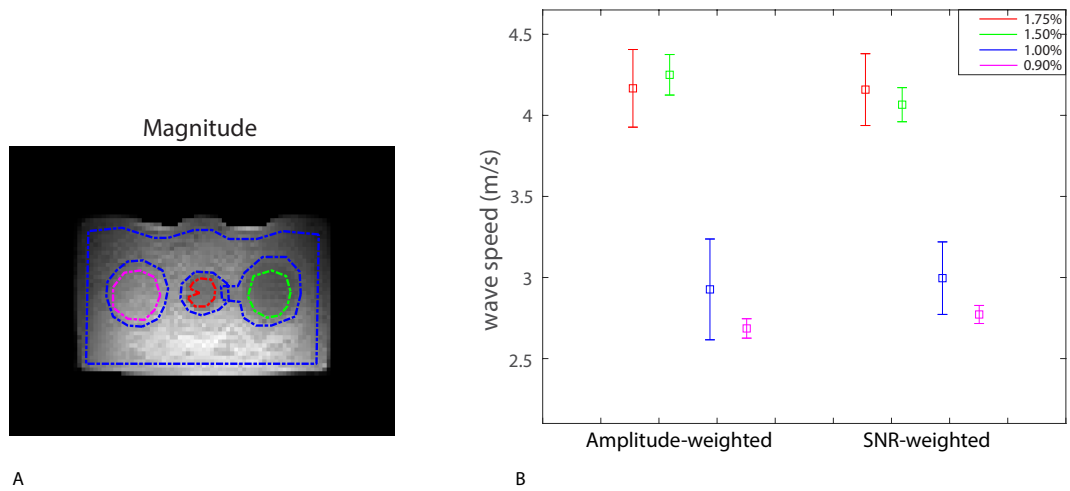 Magnitude
A
wave speed (m/s)
4.5
4
3.5
3
2.5
Amplitude-weighted
SNR-weighted
1.75%
1.50%
1.00%
0.90%
B